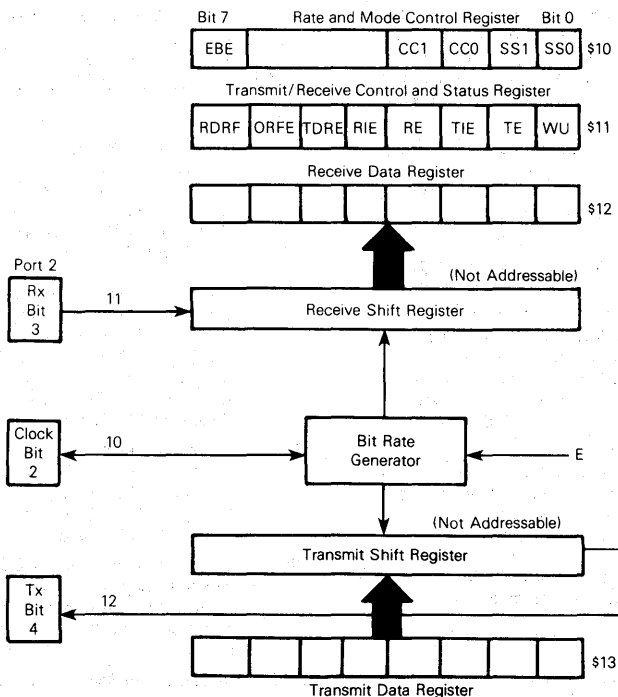 Bit 7 Rate and Mode Control Register Bit 0
EBE CC1 CC0 SS1 SS0 $10
Transmit/Receive Control and Status Register
RDRF ORFE TDRE RIE RE TIE TE WU $11
Receive Data Register
$12
Port 2
(Not Addressable)
Rx
Bit
3
11
Receive Shift Register
Clock
Bit
2
10
Bit Rate
Generator
E
(Not Addressable)
Transmit Shift Register
Tx
Bit
4
12
$13
Transmit Data Register